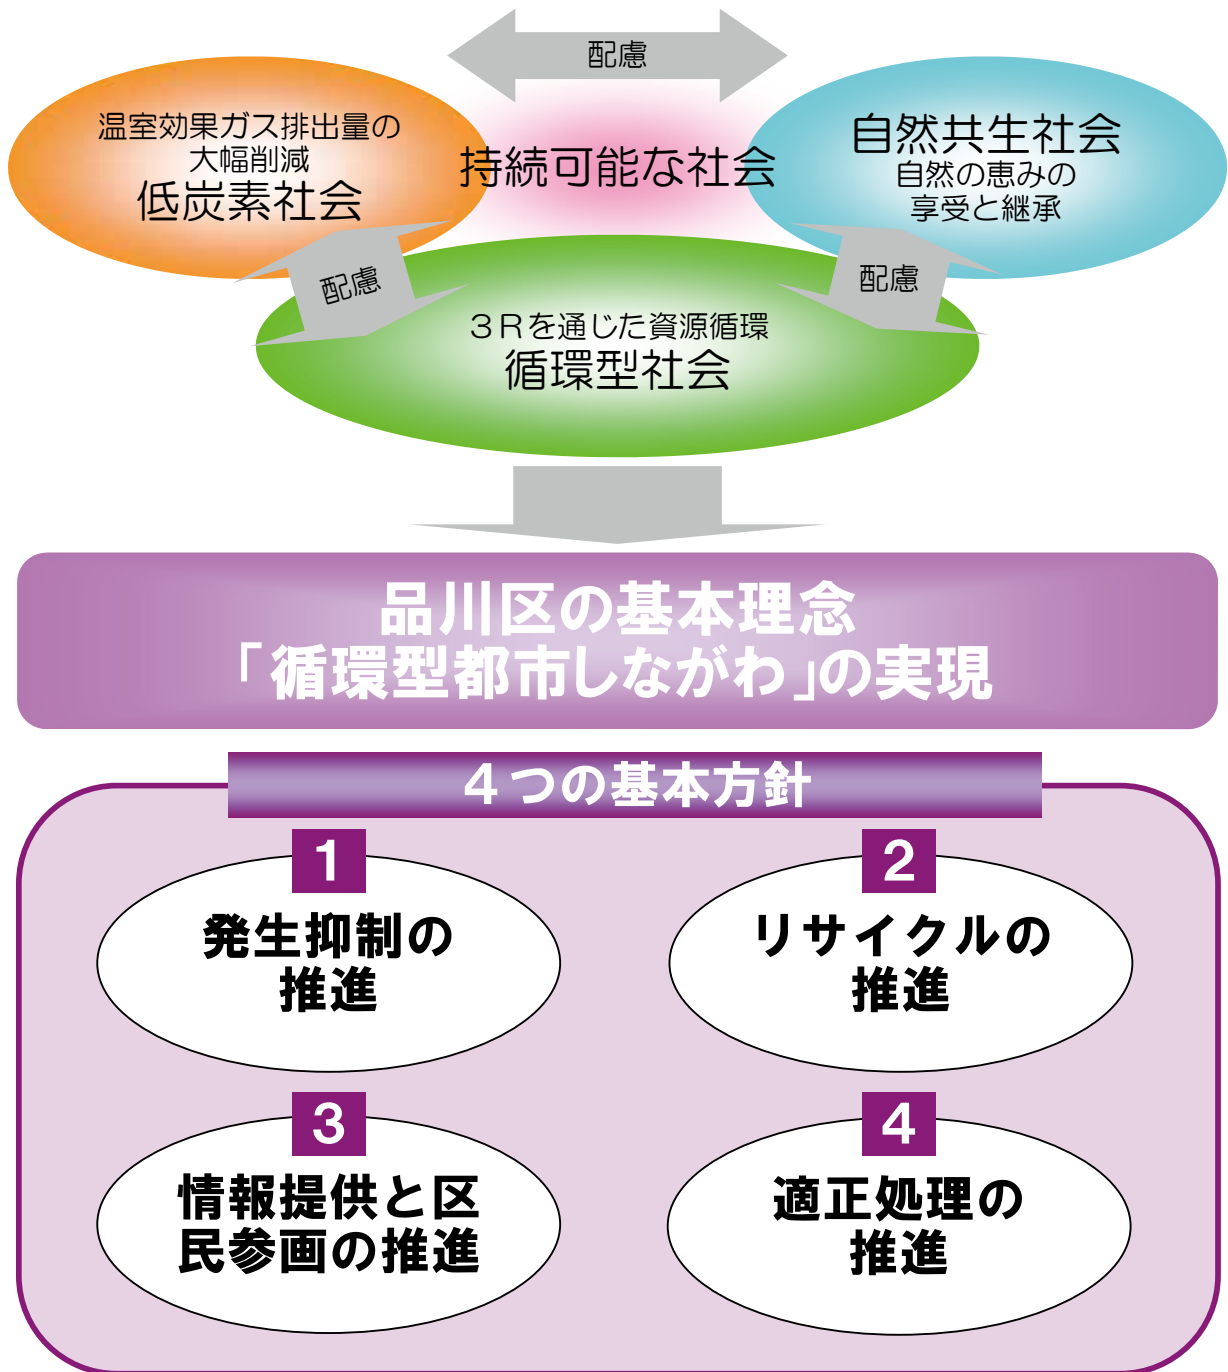 配慮
温室効果ガス排出量の
大幅削減
低炭素社会
持続可能な社会
自然共生社会
自然の恵みの
享受と継承
配慮
配慮
3Rを通じた資源循環
循環型社会
品川区の基本理念
「循環型都市しながわ」の実現
4つの基本方針
1
発生抑制の
推進
2
リサイクルの
推進
3
情報提供と区
民参画の推進
4
適正処理の
推進